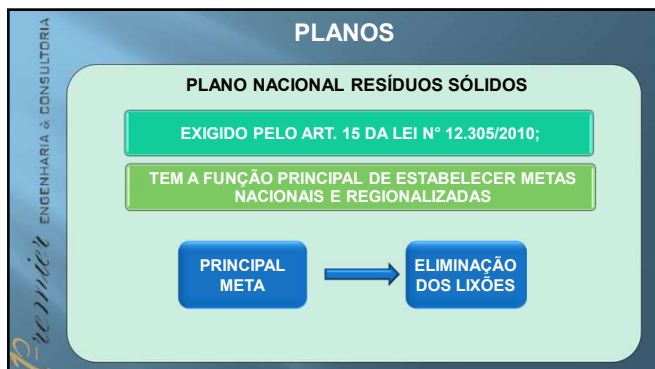 PLANOS
PLANO NACIONAL RESÍDUOS SÓLIDOS
EXIGIDO PELO ART. 15 DA LEI N° 12.305/2010;
TEM A FUNÇÃO PRINCIPAL DE ESTABELECER METAS
NACIONAIS E REGIONALIZADAS
PRINCIPAL
META
ELIMINAÇÃO
DOS LIXÕES
Premier ENGENHARIA & CONSULTORIA